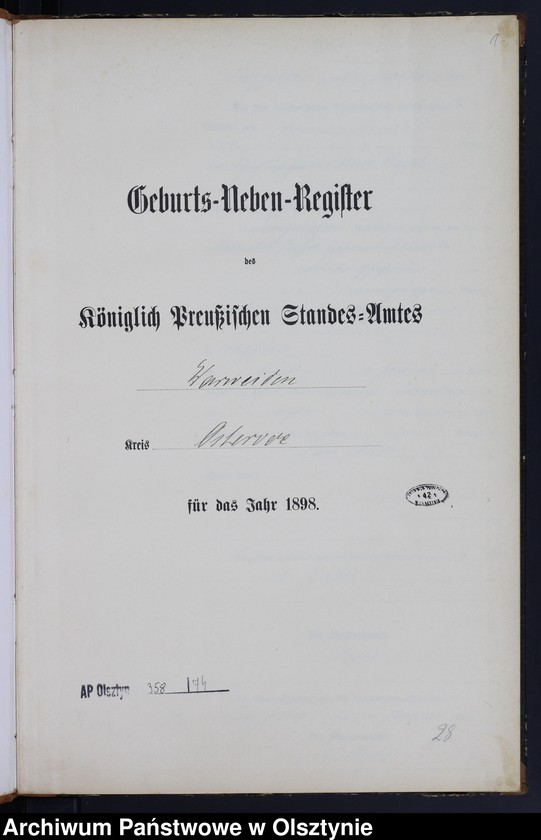 1
Geburts-Neben-Register
des
Königlich Preußischen Standes-Amtes
Warweiden
Kreis Osterode
für das Jahr 1898.
42
AP Olsztyn 358 174
28
Archiwum Państwowe w Olsztynie